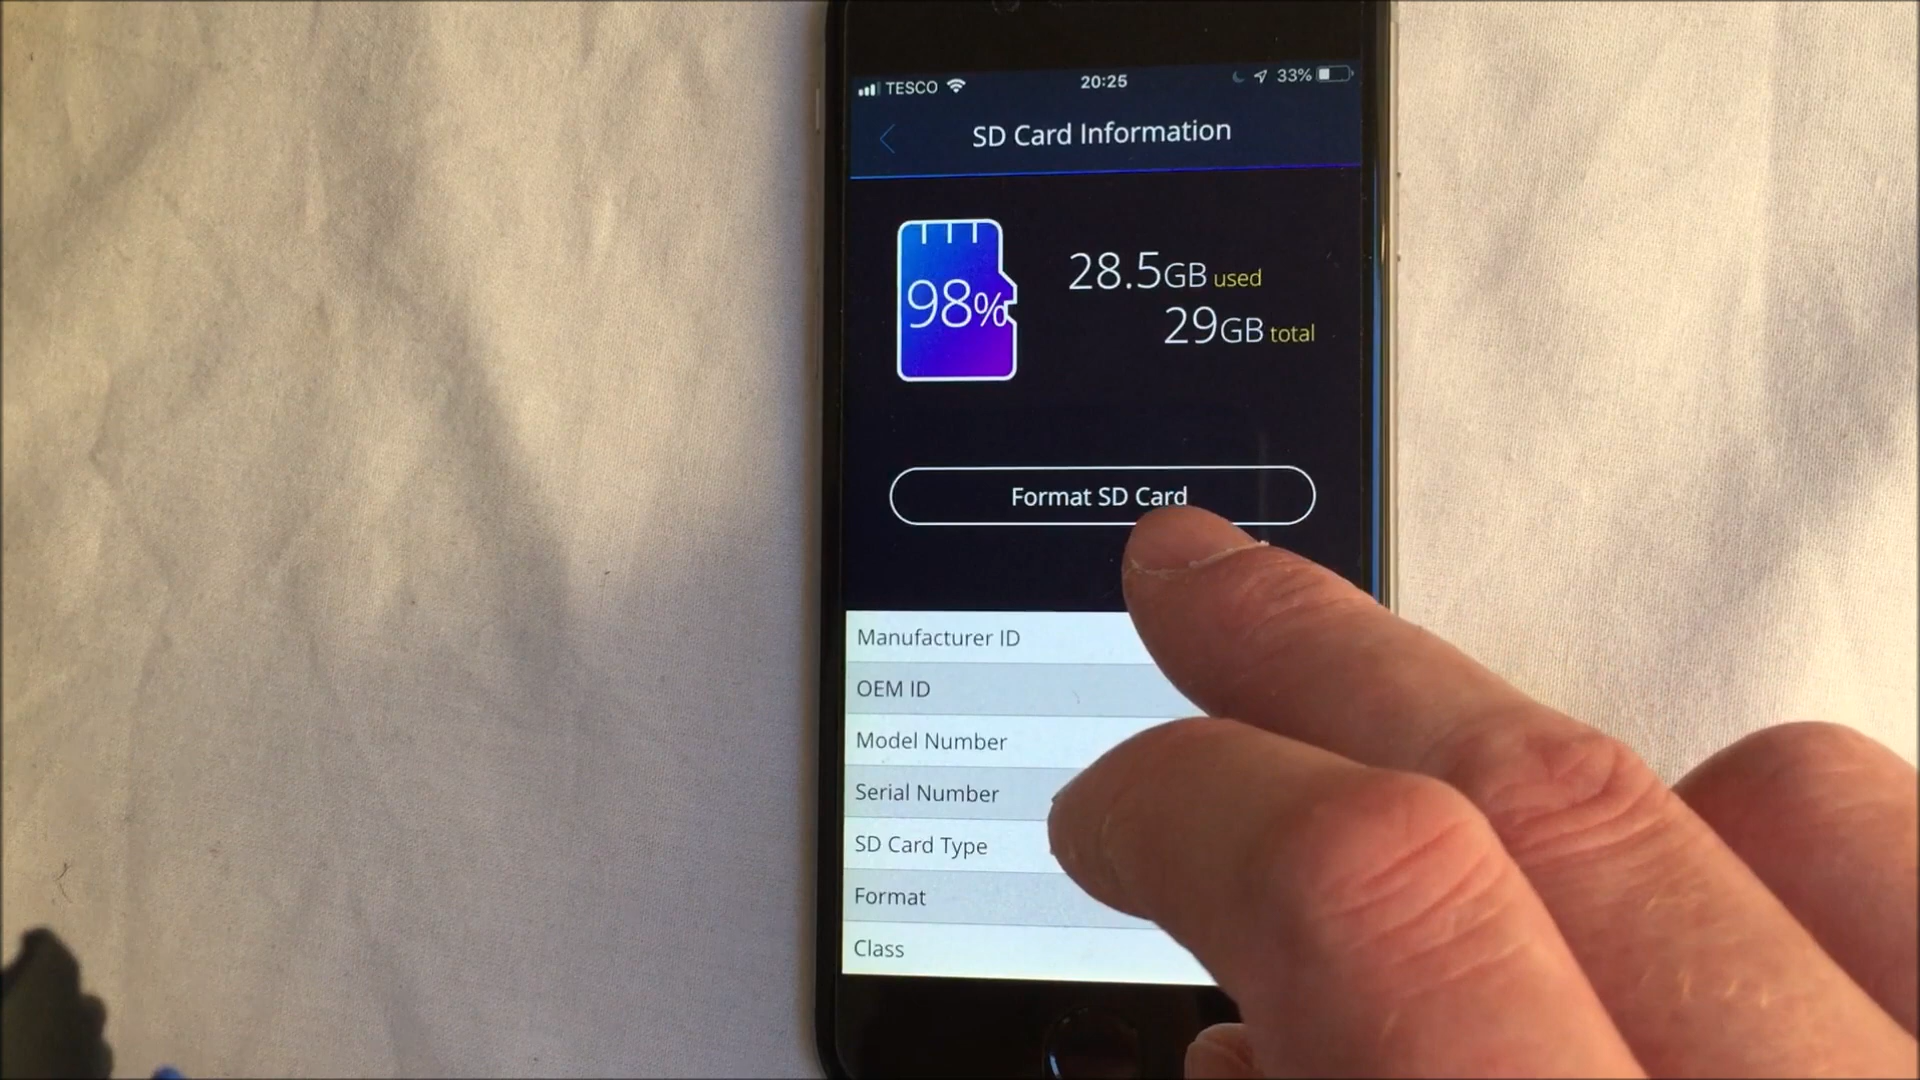 TESCO 20:25 33%
SD Card Information
98%
28.5GB used
29GB total
Format SD Card
Manufacturer ID
OEM ID
Model Number
Serial Number
SD Card Type
Format
Class